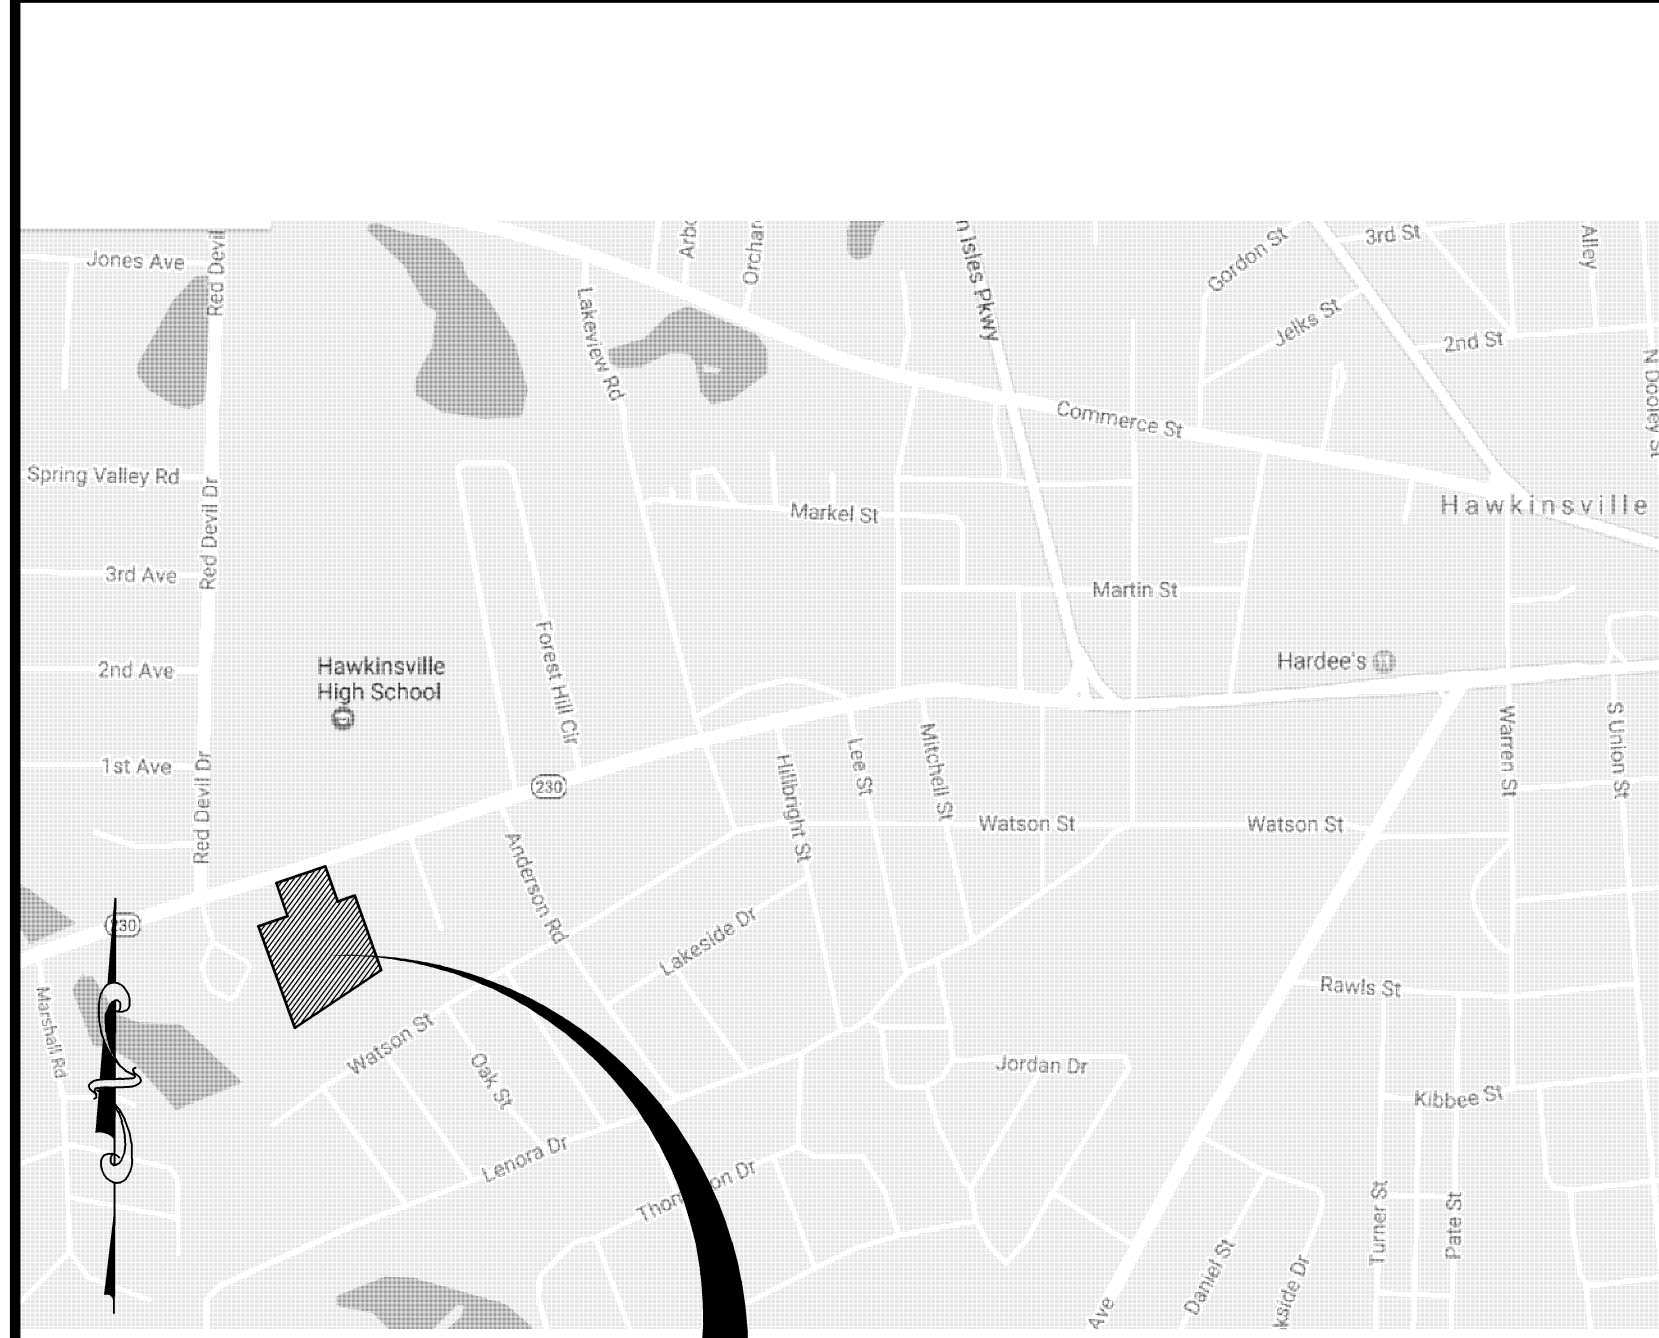 Jones Ave
Red Devil
Arbo
Orchar
n Isles Pkwy
Gordon St
3rd St
Alley
Lakeview Rd
Jelks St
2nd St
N Dooley St
Commerce St
Spring Valley Rd
Red Devil Dr
Markel St
Hawkinsville
3rd Ave
Martin St
Forest Hill Cir
2nd Ave
Hawkinsville
High School
Hardee's
1st Ave
Red Devil Dr
230
Hillbright St
Lee St
Mitchell St
Warren St
S Union St
Anderson Rd
Watson St
Watson St
230
Lakeside Dr
Marshall Rd
Rawls St
Watson St
Oak St
Jordan Dr
Kibbee St
Lenora Dr
Thom
on Dr
Turner St
Pate St
Daniel St
kside Dr
Ave